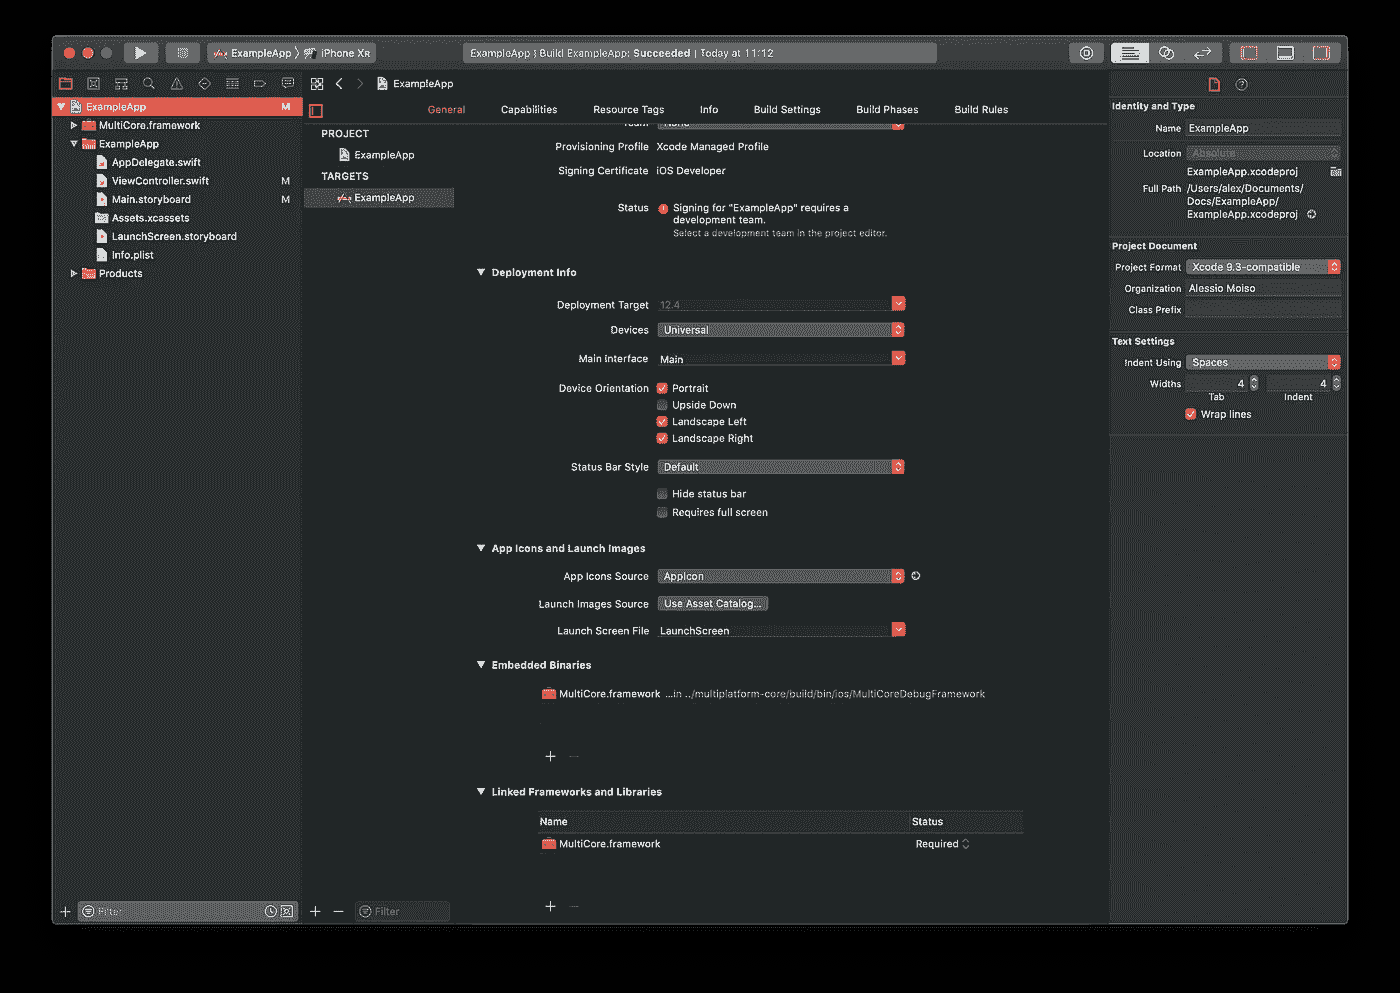 ExampleApp 〉 iPhone XR
ExampleApp | Build ExampleApp: Succeeded | Today at 11:12
ExampleApp M
MultiCore.framework
ExampleApp
AppDelegate.swift
ViewController.swift M
Main.storyboard M
Assets.xcassets
LaunchScreen.storyboard
Info.plist
Products
Filter
ExampleApp
General Capabilities Resource Tags Info Build Settings Build Phases Build Rules
PROJECT
ExampleApp
TARGETS
ExampleApp
Filter
Team None
Provisioning Profile Xcode Managed Profile
Signing Certificate iOS Developer
Status Signing for "ExampleApp" requires a
development team.
Select a development team in the project editor.
Deployment Info
Deployment Target 12.4
Devices Universal
Main Interface Main
Device Orientation Portrait
Upside Down
Landscape Left
Landscape Right
Status Bar Style Default
Hide status bar
Requires full screen
App Icons and Launch Images
App Icons Source AppIcon
Launch Images Source Use Asset Catalog...
Launch Screen File LaunchScreen
Embedded Binaries
MultiCore.framework ...in ../multiplatform-core/build/bin/ios/MultiCoreDebugFramework
Linked Frameworks and Libraries
Name Status
MultiCore.framework Required
Identity and Type
Name ExampleApp
Location Absolute
ExampleApp.xcodeproj
Full Path /Users/alex/Documents/
Docs/ExampleApp/
ExampleApp.xcodeproj
Project Document
Project Format Xcode 9.3-compatible
Organization Alessio Moiso
Class Prefix
Text Settings
Indent Using Spaces
Widths 4 4
Tab Indent
Wrap lines